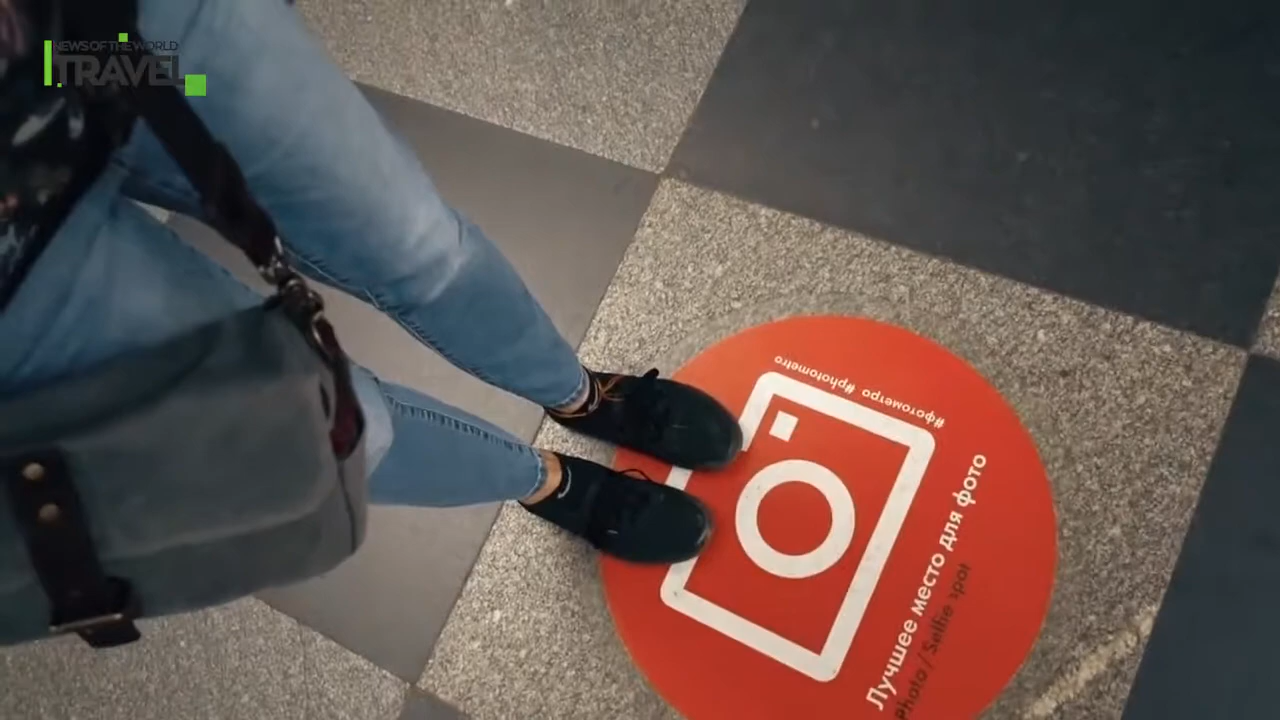 NEWS OF THE WORLD
TRAVEL
#photometro #фотометро
Лучшее место для фото
Photo / Selfie spot